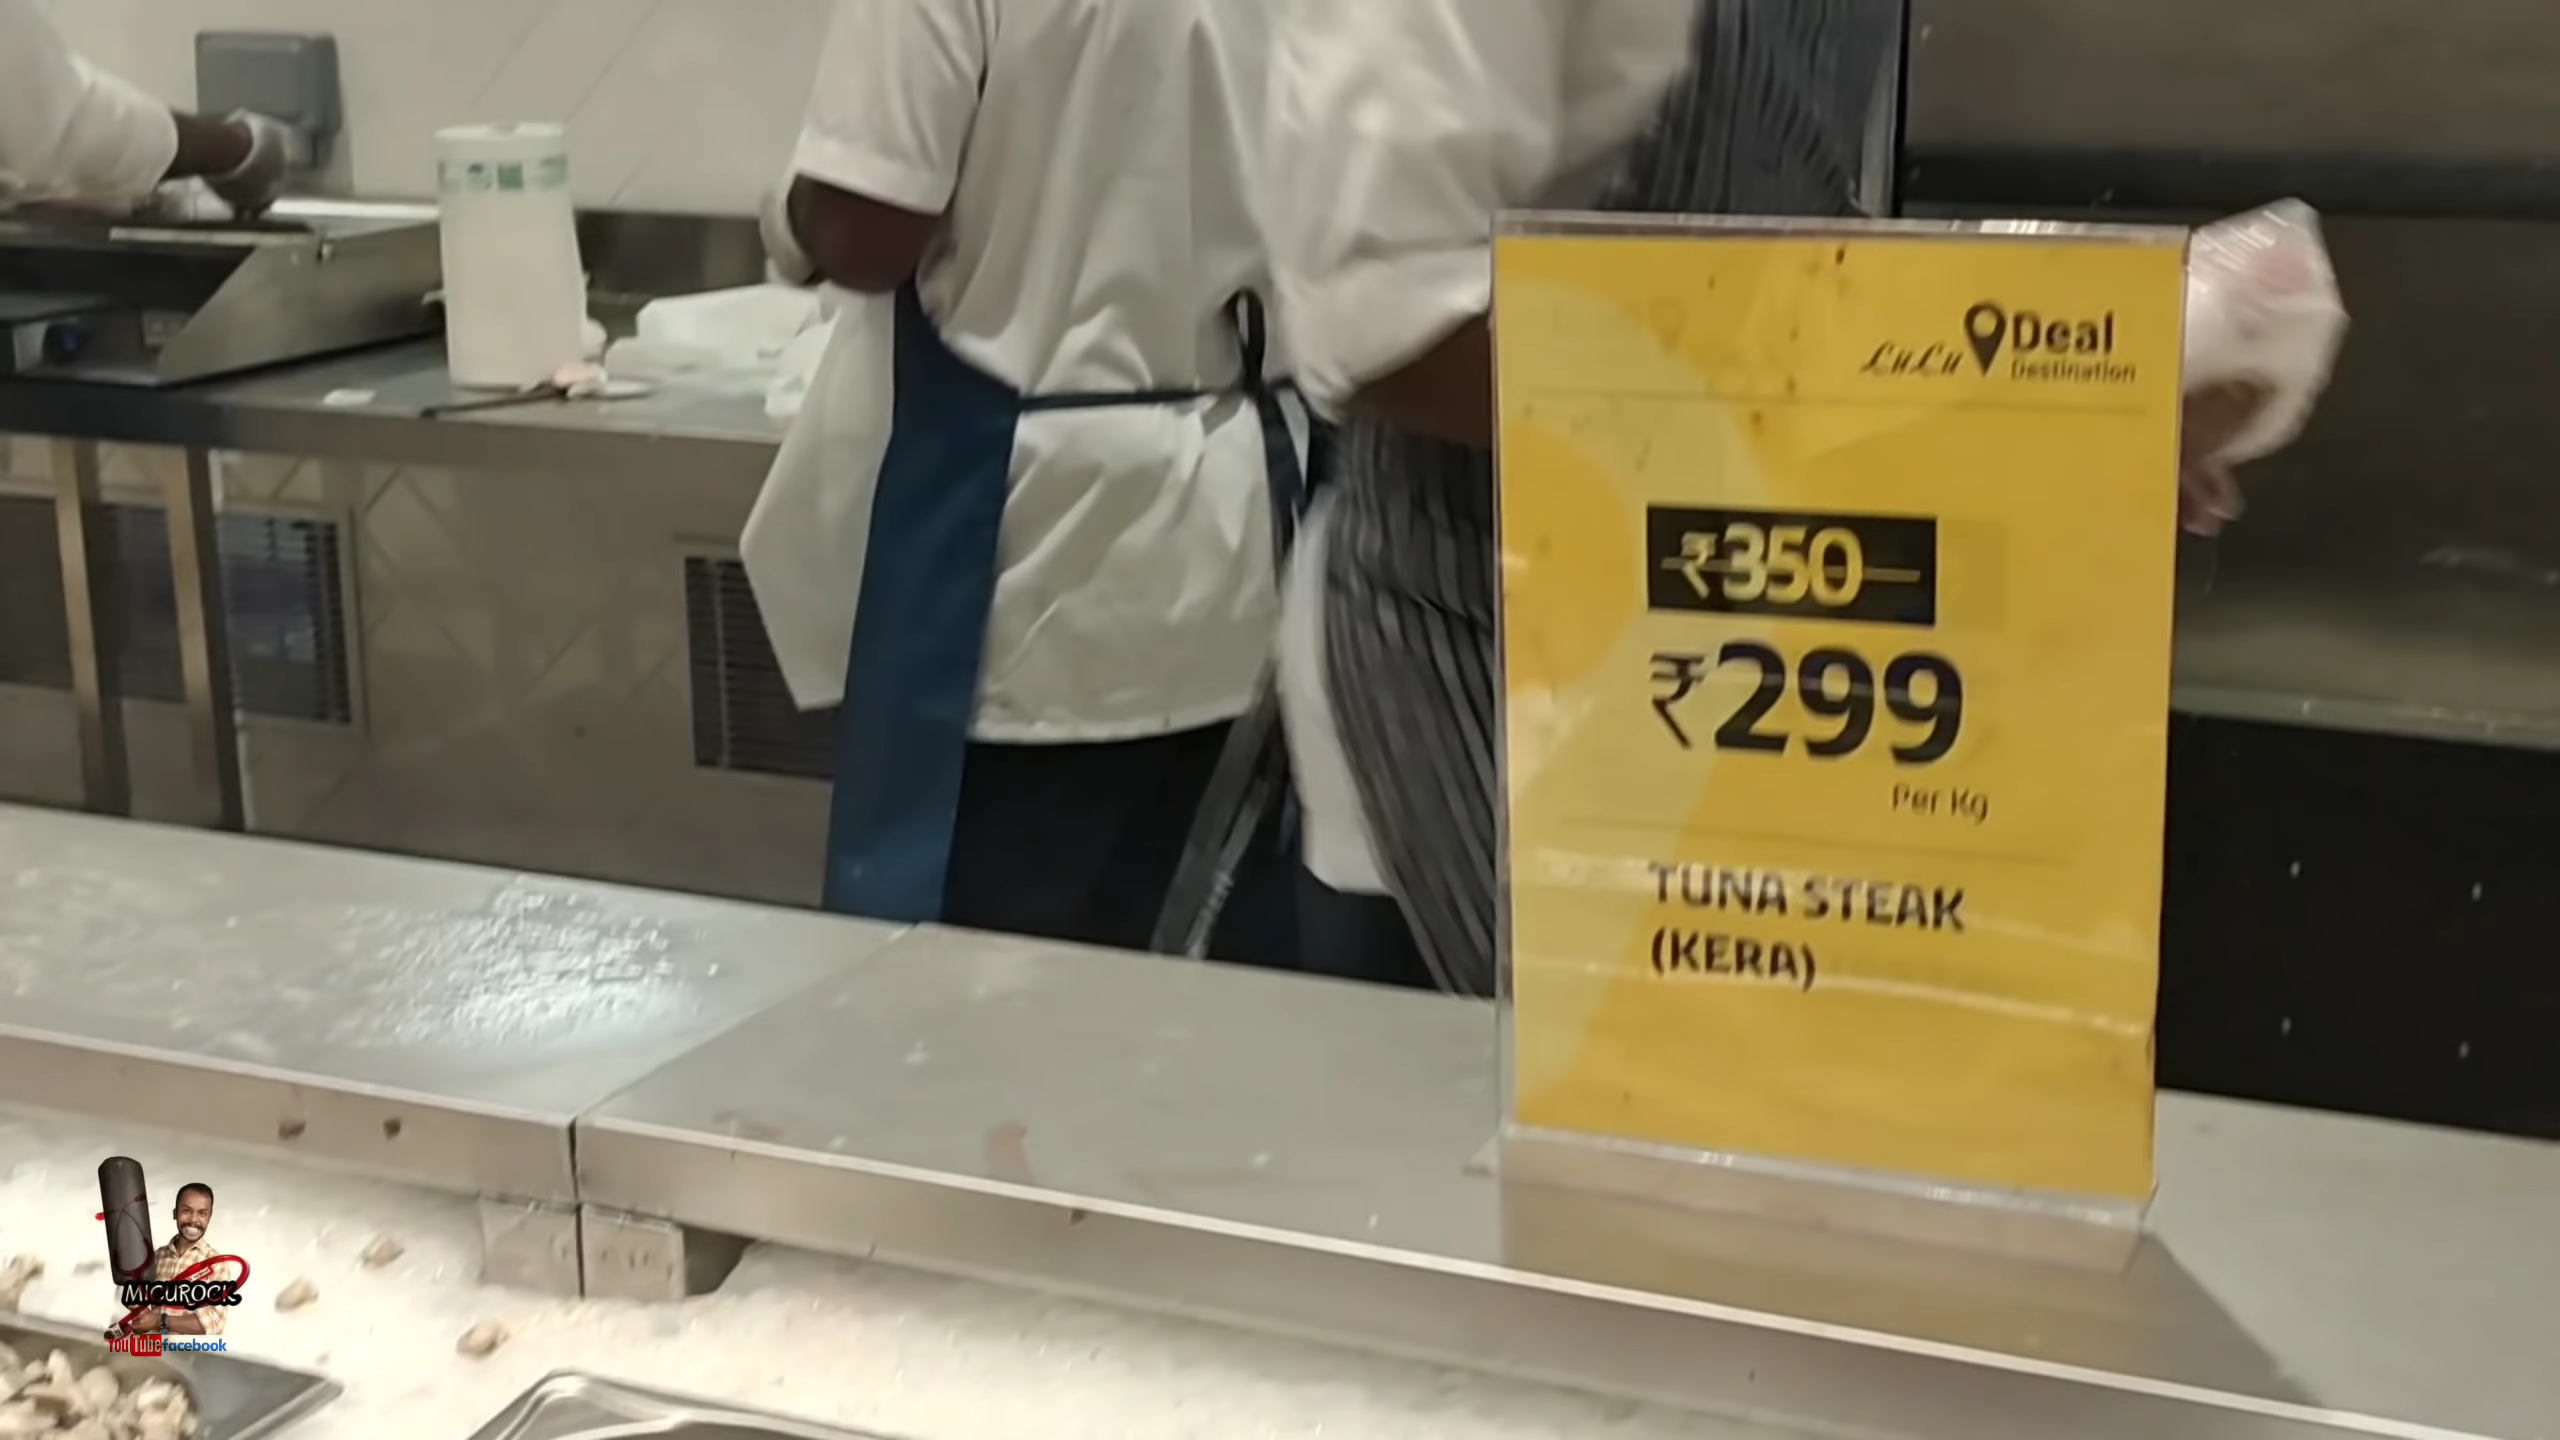 LuLu Deal
Destination
₹350
₹299
Per Kg
TUNA STEAK
(KERA)
MICUROCK
YouTube facebook